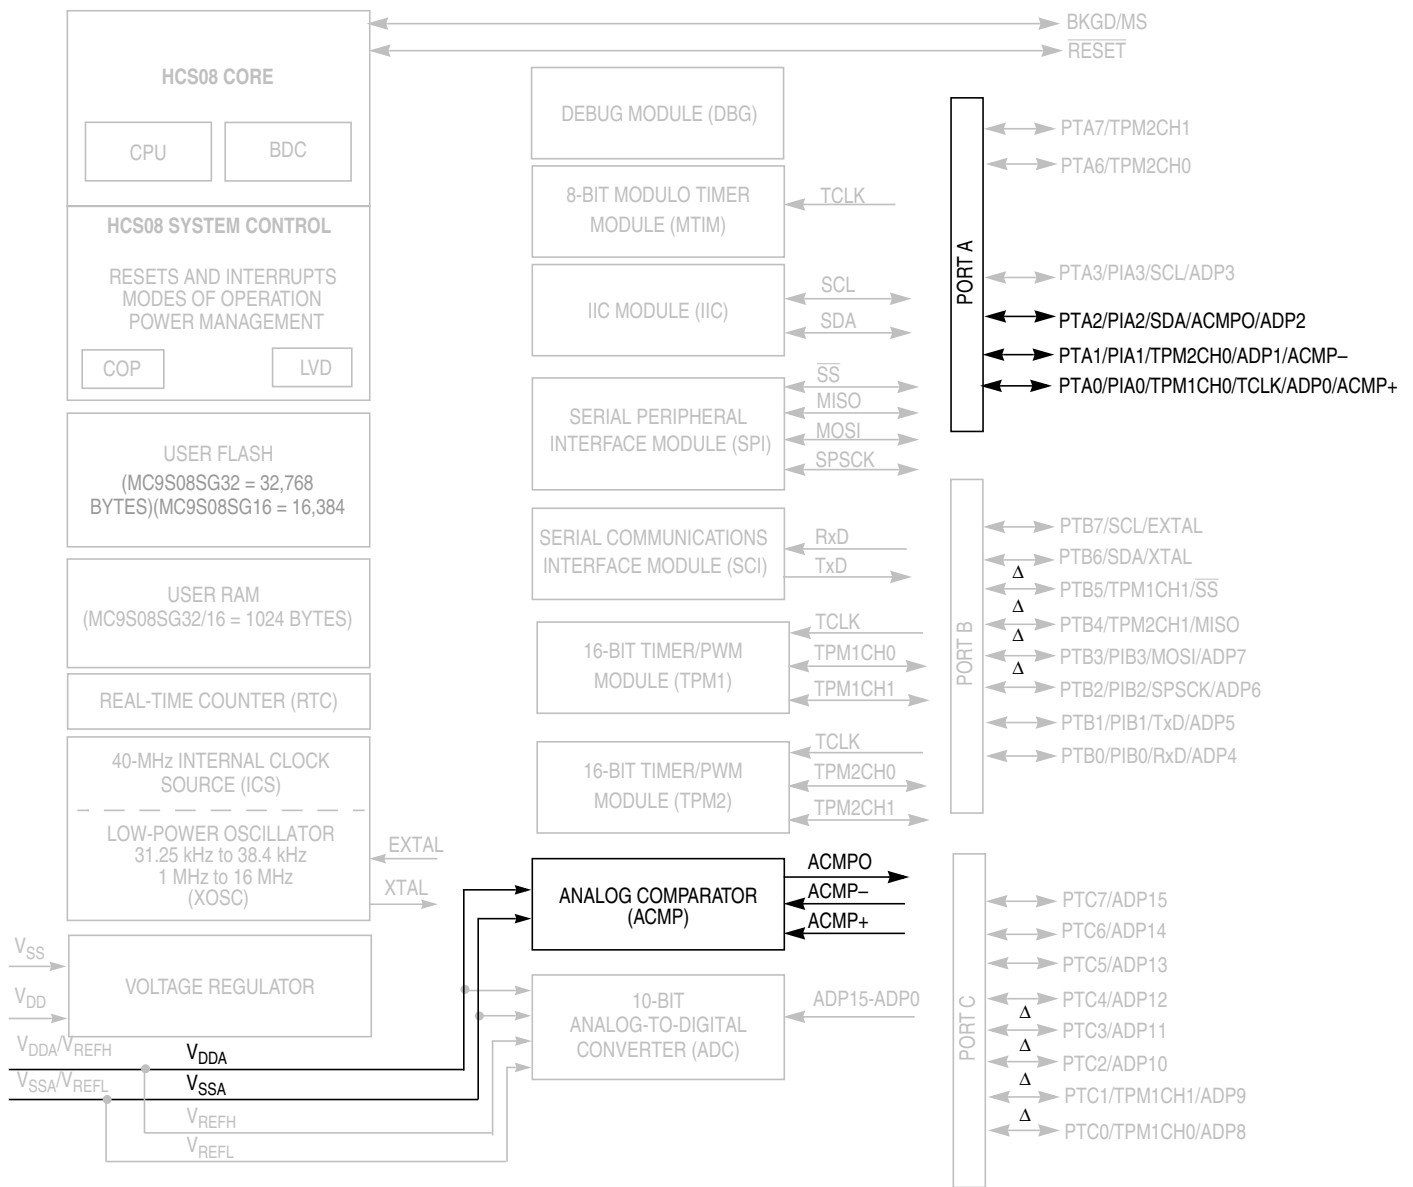 BKGD/MS
RESET
HCS08 CORE
CPU
BDC
HCS08 SYSTEM CONTROL
RESETS AND INTERRUPTS
MODES OF OPERATION
POWER MANAGEMENT
COP
LVD
USER FLASH
(MC9S08SG32 = 32,768
BYTES)(MC9S08SG16 = 16,384
USER RAM
(MC9S08SG32/16 = 1024 BYTES)
REAL-TIME COUNTER (RTC)
40-MHz INTERNAL CLOCK
SOURCE (ICS)
LOW-POWER OSCILLATOR
31.25 kHz to 38.4 kHz
1 MHz to 16 MHz
(XOSC)
EXTAL
XTAL
VSS
VDD
VOLTAGE REGULATOR
VDDA/VREFH
VDDA
VSSA/VREFL
VSSA
VREFH
VREFL
DEBUG MODULE (DBG)
8-BIT MODULO TIMER
MODULE (MTIM)
TCLK
IIC MODULE (IIC)
SCL
SDA
SERIAL PERIPHERAL
INTERFACE MODULE (SPI)
SS
MISO
MOSI
SPSCK
SERIAL COMMUNICATIONS
INTERFACE MODULE (SCI)
RxD
TxD
16-BIT TIMER/PWM
MODULE (TPM1)
TCLK
TPM1CH0
TPM1CH1
16-BIT TIMER/PWM
MODULE (TPM2)
TCLK
TPM2CH0
TPM2CH1
ANALOG COMPARATOR
(ACMP)
ACMPO
ACMP–
ACMP+
10-BIT
ANALOG-TO-DIGITAL
CONVERTER (ADC)
ADP15-ADP0
PORT A
PTA7/TPM2CH1
PTA6/TPM2CH0
PTA3/PIA3/SCL/ADP3
PTA2/PIA2/SDA/ACMPO/ADP2
PTA1/PIA1/TPM2CH0/ADP1/ACMP–
PTA0/PIA0/TPM1CH0/TCLK/ADP0/ACMP+
PORT B
PTB7/SCL/EXTAL
PTB6/SDA/XTAL
Δ
PTB5/TPM1CH1/SS
Δ
PTB4/TPM2CH1/MISO
Δ
PTB3/PIB3/MOSI/ADP7
Δ
PTB2/PIB2/SPSCK/ADP6
PTB1/PIB1/TxD/ADP5
PTB0/PIB0/RxD/ADP4
PORT C
PTC7/ADP15
PTC6/ADP14
PTC5/ADP13
PTC4/ADP12
Δ
PTC3/ADP11
Δ
PTC2/ADP10
Δ
PTC1/TPM1CH1/ADP9
Δ
PTC0/TPM1CH0/ADP8